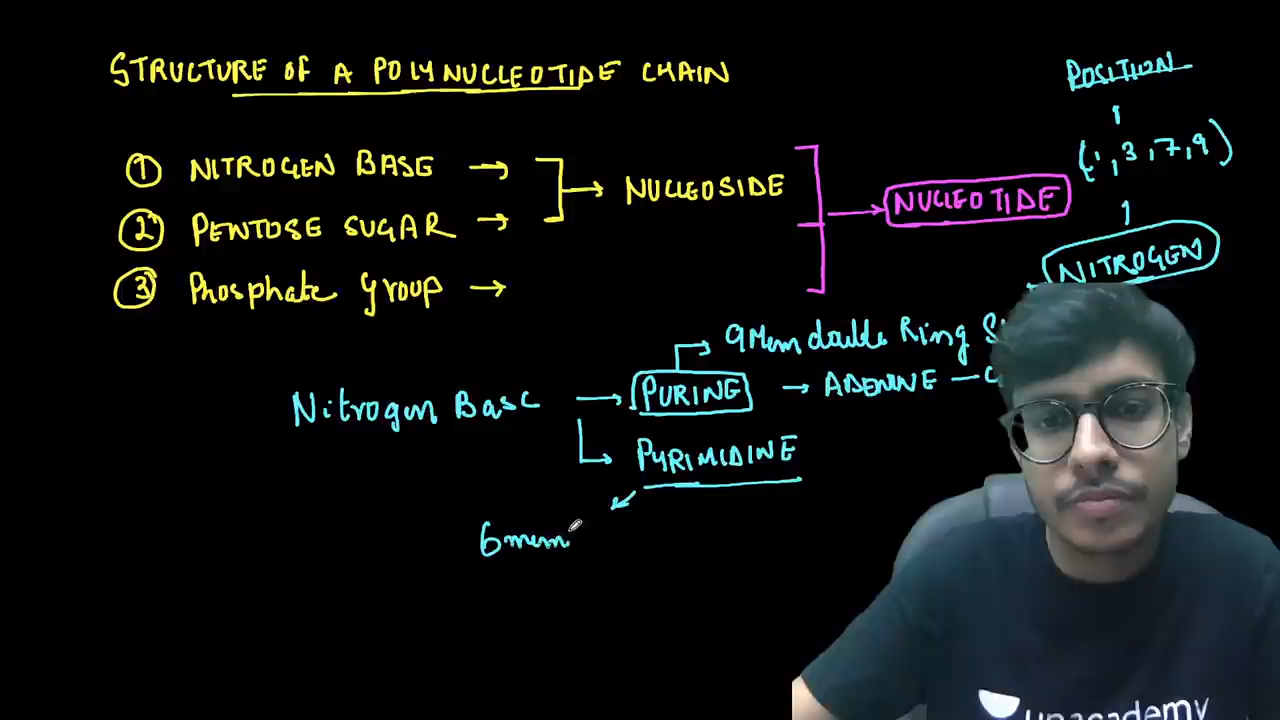 STRUCTURE OF A POLYNUCLEOTIDE CHAIN
POSITION
(1, 3, 7, 9)
NITROGEN
① NITROGEN BASE →
② PENTOSE SUGAR →
③ Phosphate group →
→ NUCLEOSIDE
→ NUCLEOTIDE
9 Mem double Ring
Nitrogen Base → PURINE → ADENINE —
PYRIMIDINE
6 mem
unacademy